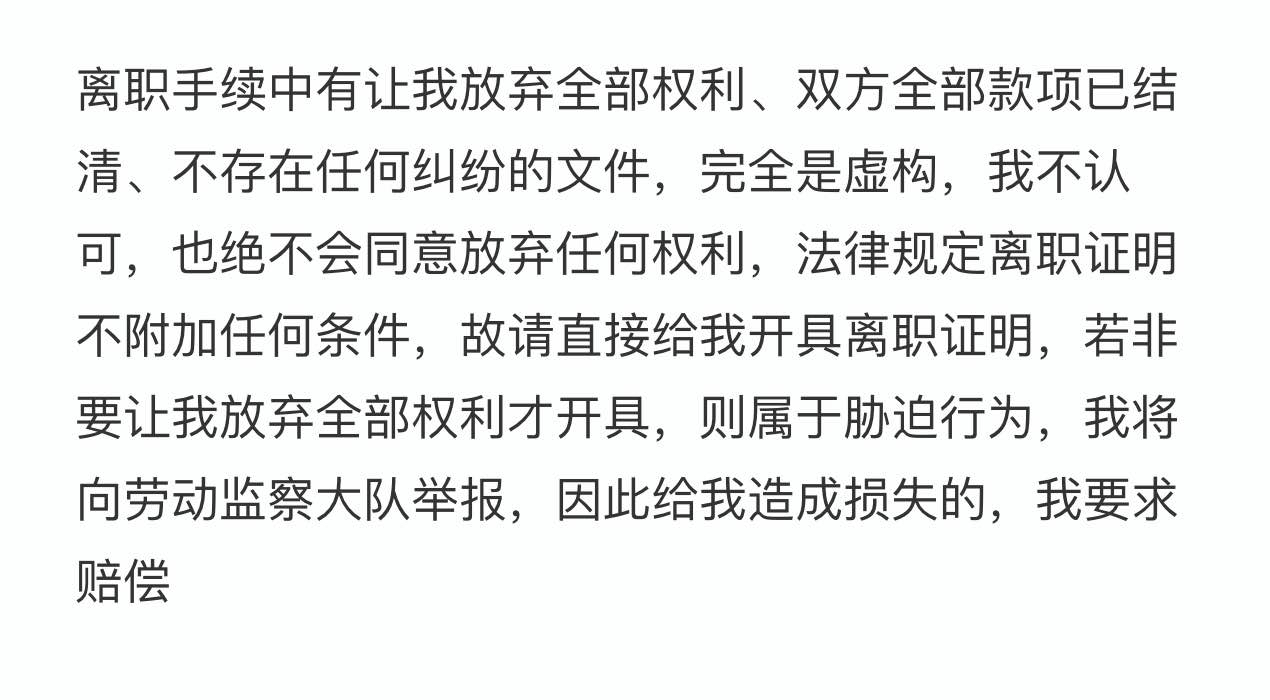 离职手续中有让我放弃全部权利、双方全部款项已结
清、不存在任何纠纷的文件，完全是虚构，我不认
可，也绝不会同意放弃任何权利，法律规定离职证明
不附加任何条件，故请直接给我开具离职证明，若非
要让我放弃全部权利才开具，则属于胁迫行为，我将
向劳动监察大队举报，因此给我造成损失的，我要求
赔偿